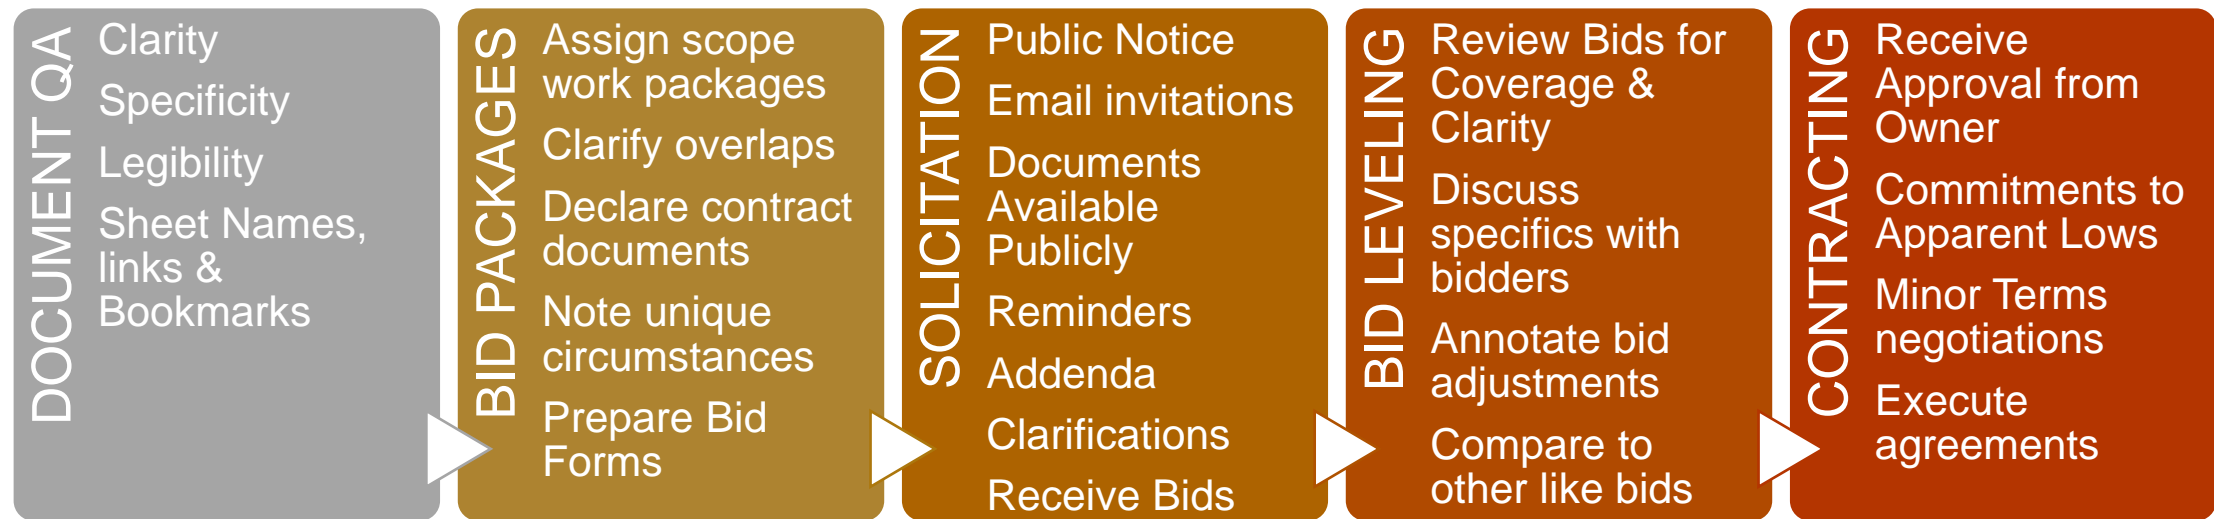 DOCUMENT QA
Clarity
Specificity
Legibility
Sheet Names,
links &
Bookmarks
BID PACKAGES
Assign scope
work packages
Clarify overlaps
Declare contract
documents
Note unique
circumstances
Prepare Bid
Forms
SOLICITATION
Public Notice
Email invitations
Documents
Available
Publicly
Reminders
Addenda
Clarifications
Receive Bids
BID LEVELING
Review Bids for
Coverage &
Clarity
Discuss
specifics with
bidders
Annotate bid
adjustments
Compare to
other like bids
CONTRACTING
Receive
Approval from
Owner
Commitments to
Apparent Lows
Minor Terms
negotiations
Execute
agreements